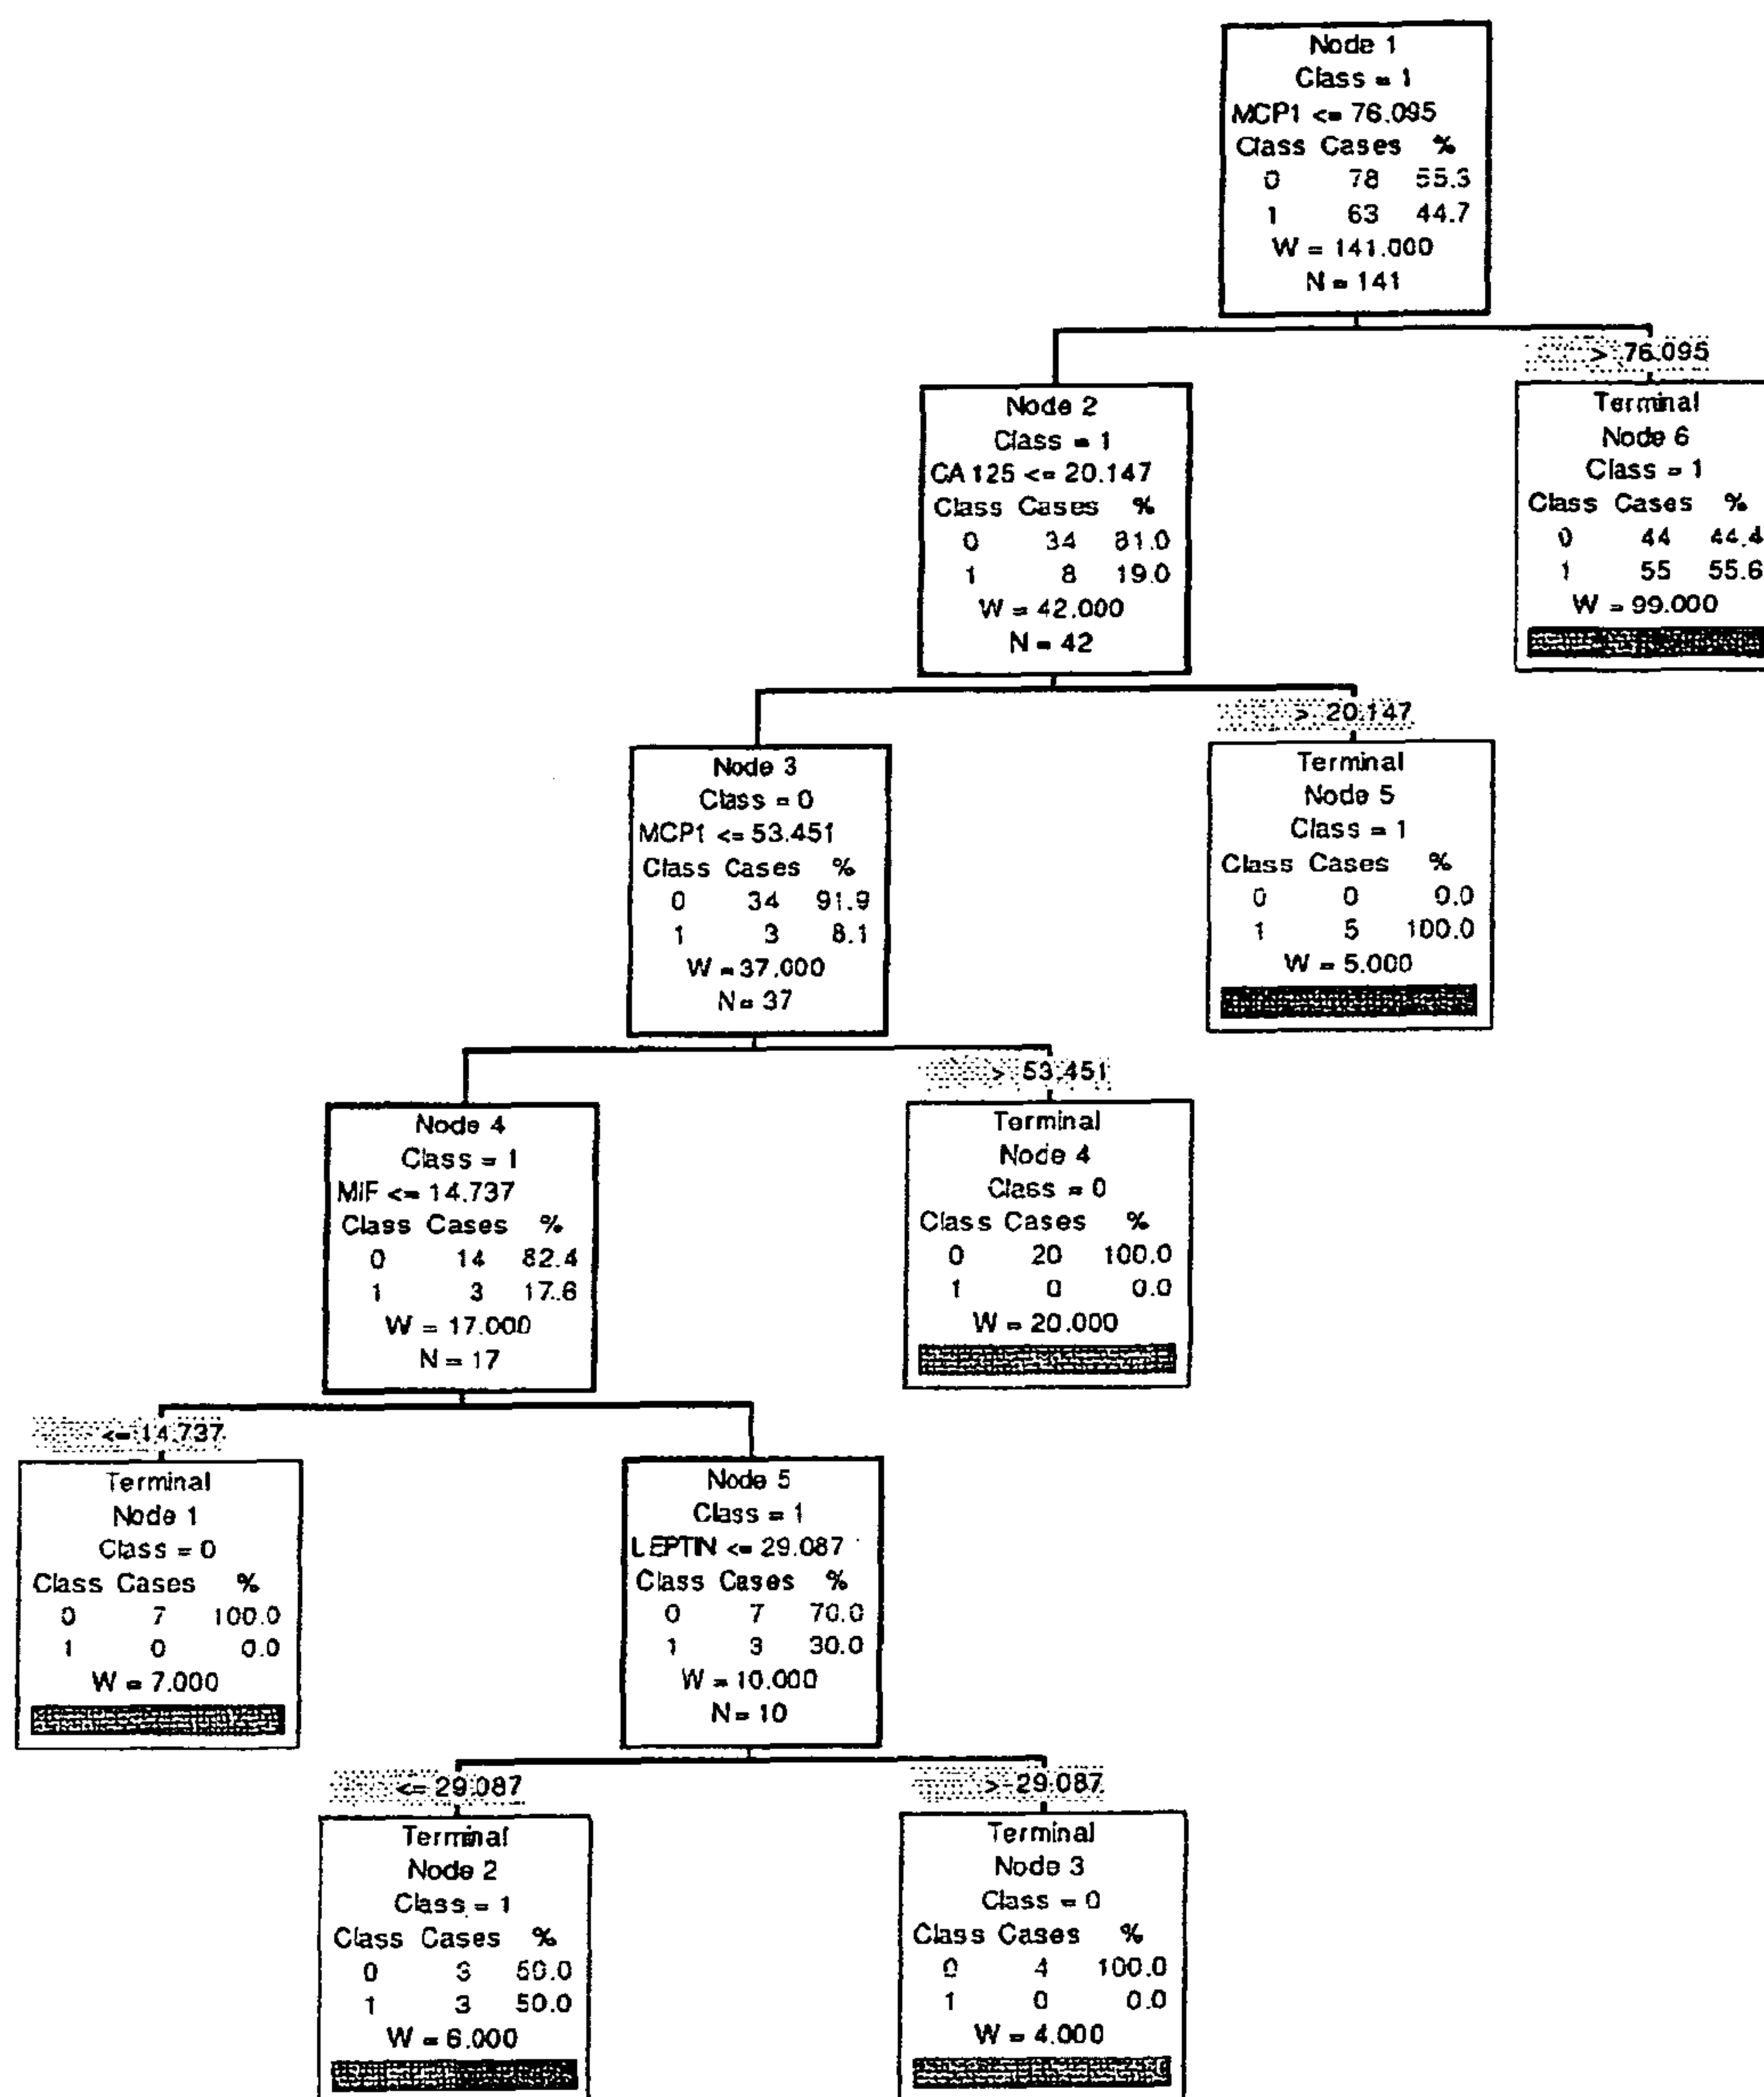 Node 1
Class = 1
MCP1 <= 76.095
Class Cases %
0 78 55.3
1 63 44.7
W = 141.000
N = 141
> 76.095
Node 2
Class = 1
CA125 <= 20.147
Class Cases %
0 34 81.0
1 8 19.0
W = 42.000
N = 42
Terminal
Node 6
Class = 1
Class Cases %
0 44 44.4
1 55 55.6
W = 99.000
> 20.147
Node 3
Class = 0
MCP1 <= 53.451
Class Cases %
0 34 91.9
1 3 8.1
W = 37.000
N = 37
Terminal
Node 5
Class = 1
Class Cases %
0 0 0.0
1 5 100.0
W = 5.000
> 53.451
Node 4
Class = 1
MIF <= 14.737
Class Cases %
0 14 82.4
1 3 17.6
W = 17.000
N = 17
Terminal
Node 4
Class = 0
Class Cases %
0 20 100.0
1 0 0.0
W = 20.000
<= 14.737
Terminal
Node 1
Class = 0
Class Cases %
0 7 100.0
1 0 0.0
W = 7.000
Node 5
Class = 1
LEPTIN <= 29.087
Class Cases %
0 7 70.0
1 3 30.0
W = 10.000
N = 10
<= 29.087
> 29.087
Terminal
Node 2
Class = 1
Class Cases %
0 3 50.0
1 3 50.0
W = 6.000
Terminal
Node 3
Class = 0
Class Cases %
0 4 100.0
1 0 0.0
W = 4.000